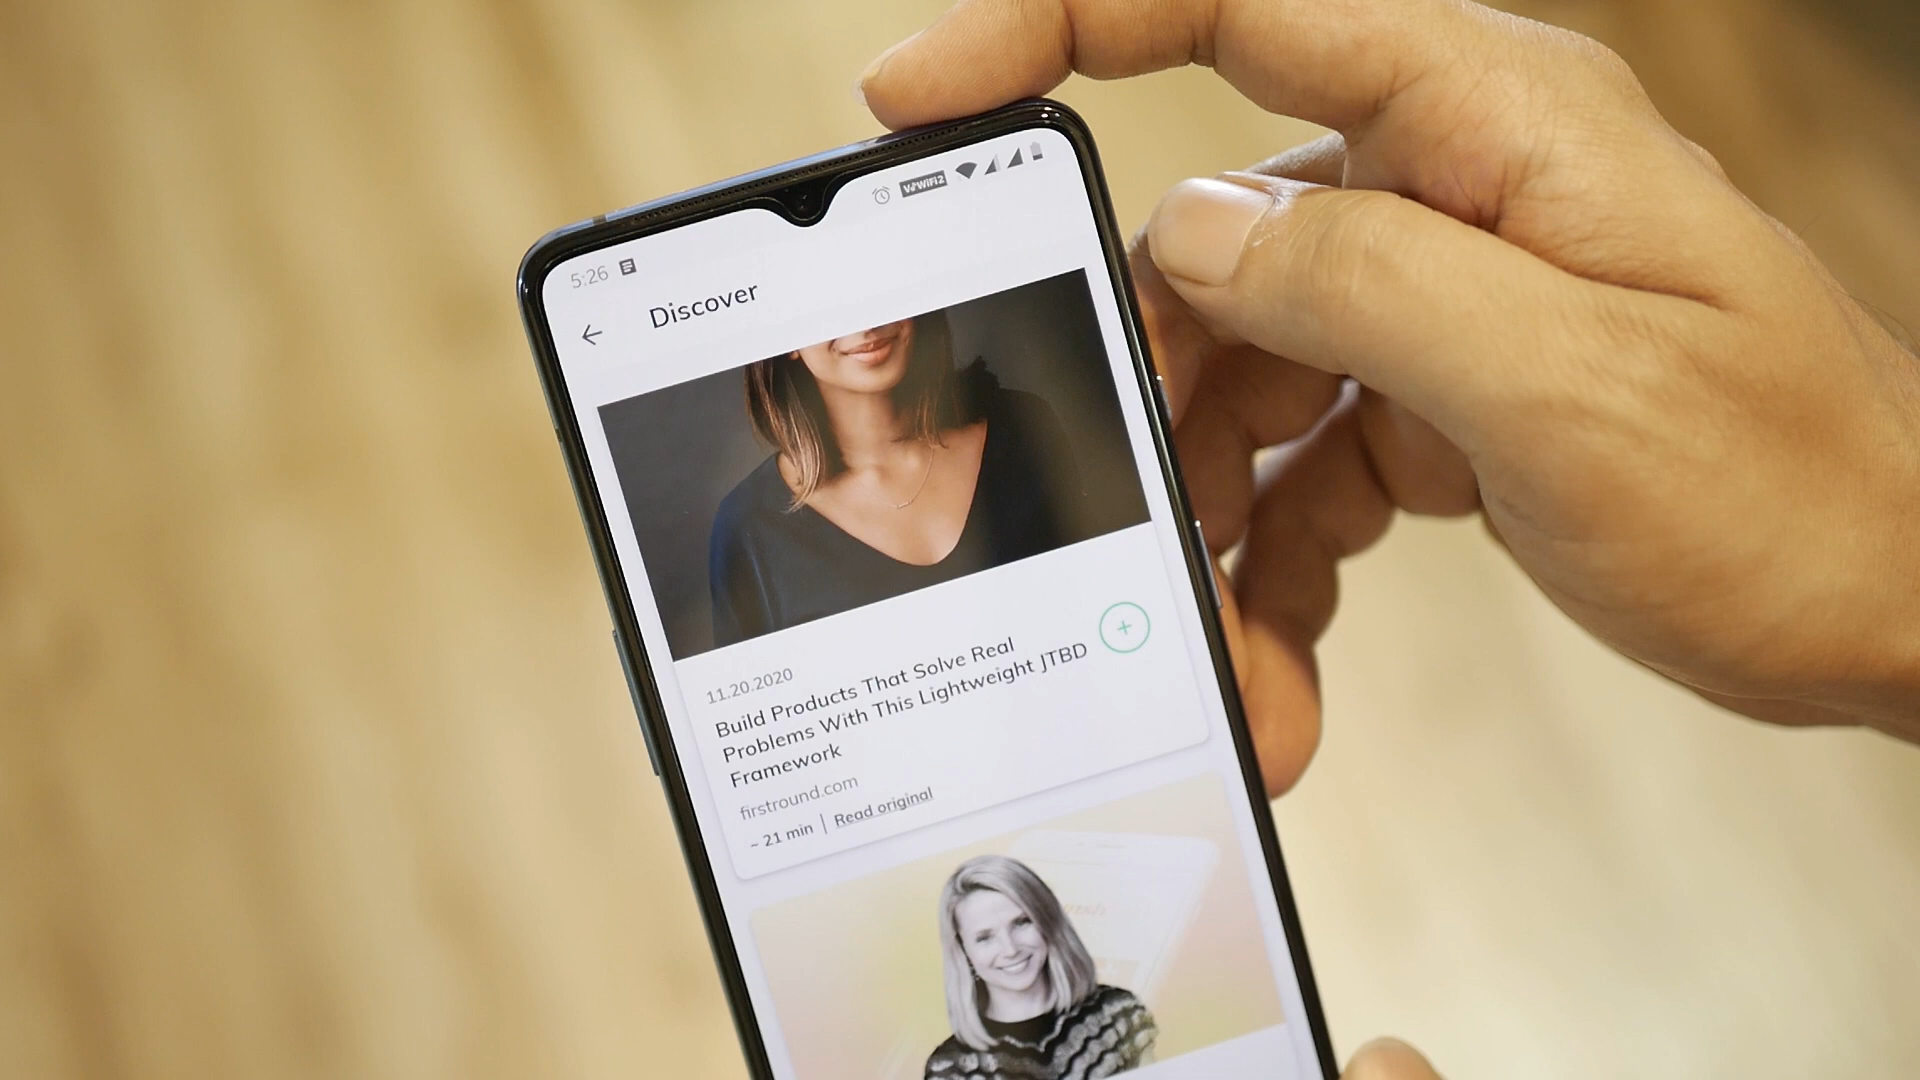 VoWiFi2
5:26
Discover
11.20.2020
Build Products That Solve Real
Problems With This Lightweight JTBD
Framework
firstround.com
~ 21 min | Read original